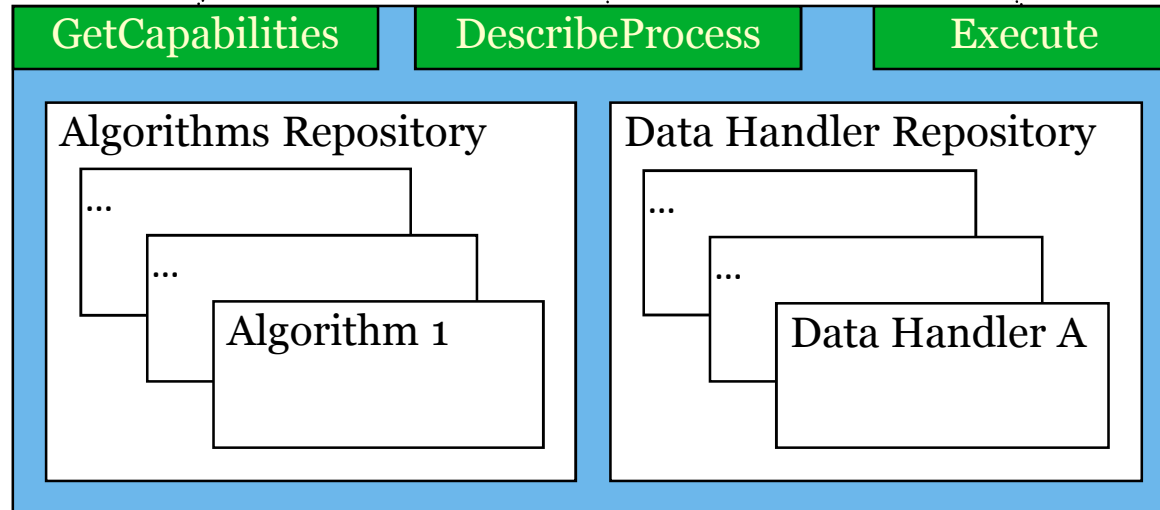 GetCapabilities
DescribeProcess
Execute
Algorithms Repository
...
...
Algorithm 1
Data Handler Repository
...
...
Data Handler A